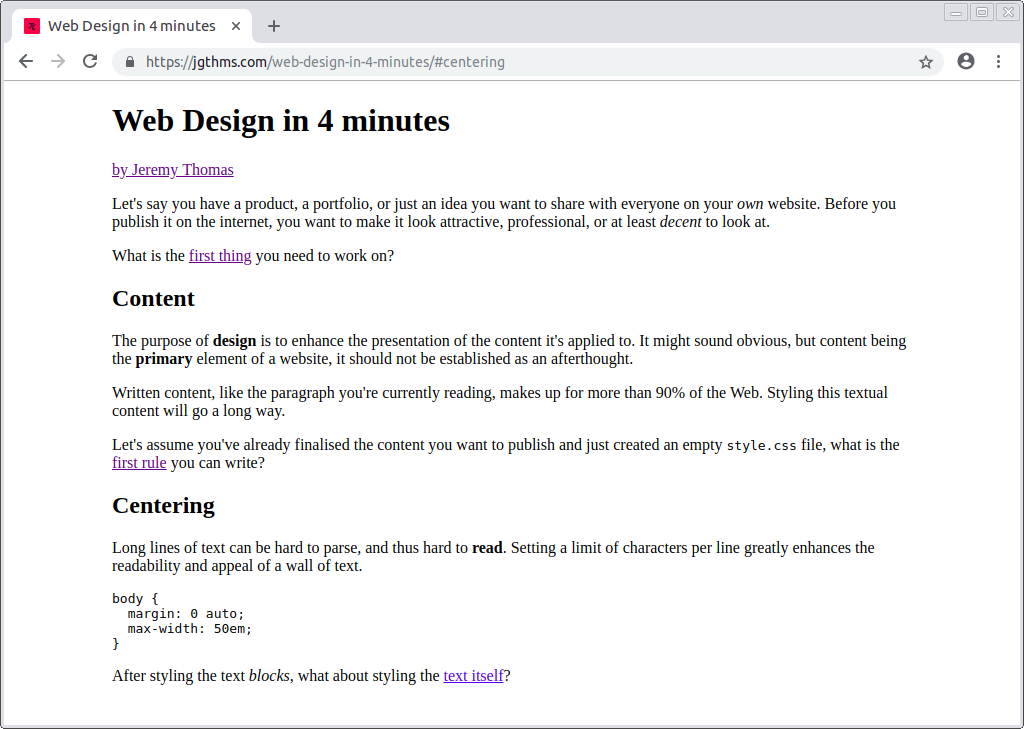 Web Design in 4 minutes
https://jgthms.com/web-design-in-4-minutes/#centering
Web Design in 4 minutes
by Jeremy Thomas
Let's say you have a product, a portfolio, or just an idea you want to share with everyone on your own website. Before you
publish it on the internet, you want to make it look attractive, professional, or at least decent to look at.
What is the first thing you need to work on?
Content
The purpose of design is to enhance the presentation of the content it's applied to. It might sound obvious, but content being
the primary element of a website, it should not be established as an afterthought.
Written content, like the paragraph you're currently reading, makes up for more than 90% of the Web. Styling this textual
content will go a long way.
Let's assume you've already finalised the content you want to publish and just created an empty style.css file, what is the
first rule you can write?
Centering
Long lines of text can be hard to parse, and thus hard to read. Setting a limit of characters per line greatly enhances the
readability and appeal of a wall of text.
body {
  margin: 0 auto;
  max-width: 50em;
}
After styling the text blocks, what about styling the text itself?